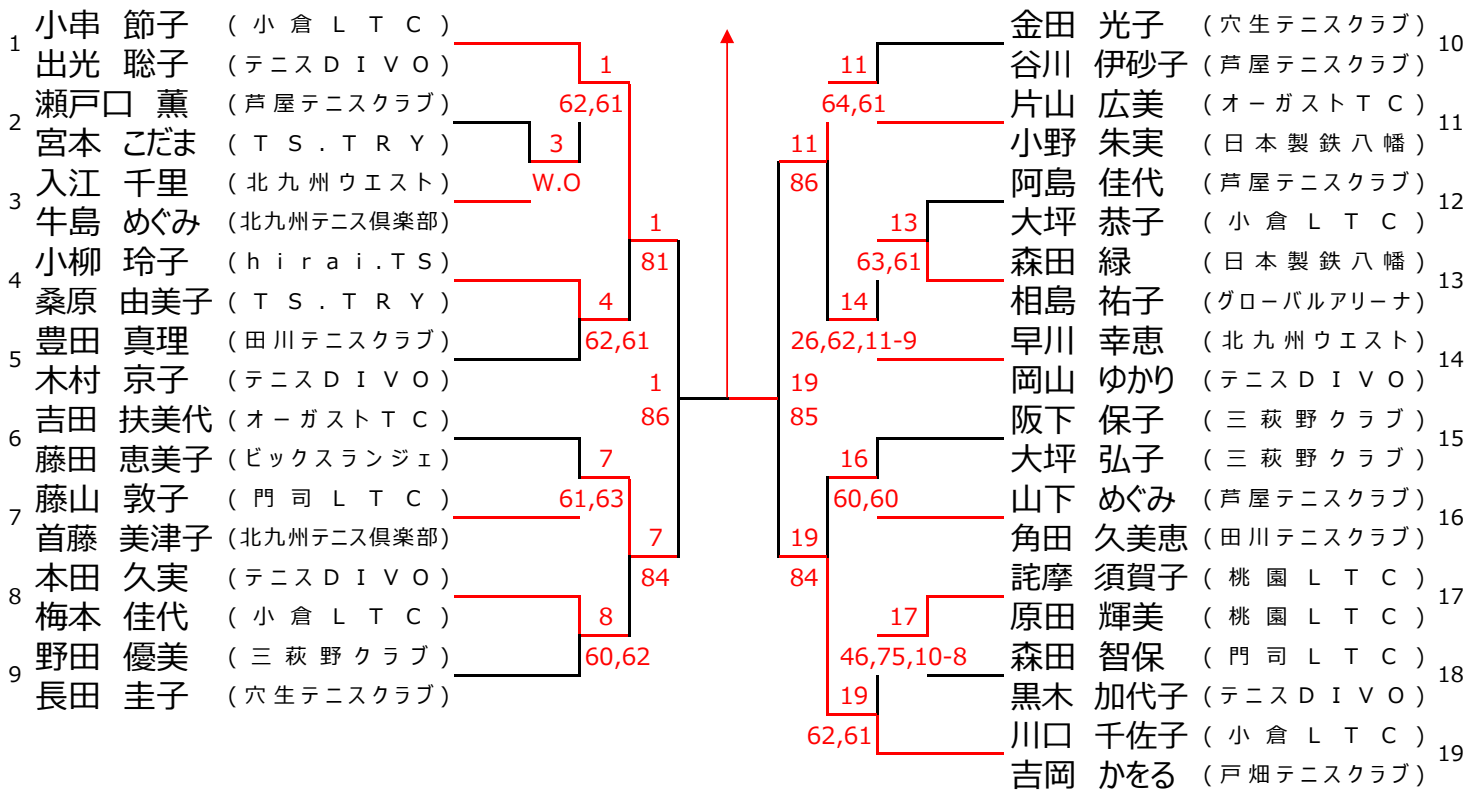 1
小串 節子 (小倉LTC)
出光 聡子 (テニスDIVO)
2
瀬戸口 薫 (芦屋テニスクラブ)
宮本 こだま (TS.TRY)
3
入江 千里 (北九州ウエスト)
牛島 めぐみ (北九州テニス倶楽部)
4
小柳 玲子 (hirai.TS)
桑原 由美子 (TS.TRY)
5
豊田 真理 (田川テニスクラブ)
木村 京子 (テニスDIVO)
6
吉田 扶美代 (オーガストTC)
藤田 恵美子 (ビックスランジェ)
7
藤山 敦子 (門司LTC)
首藤 美津子 (北九州テニス倶楽部)
8
本田 久実 (テニスDIVO)
梅本 佳代 (小倉LTC)
9
野田 優美 (三萩野クラブ)
長田 圭子 (穴生テニスクラブ)
1
62,61
3
W.O
4
62,61
7
61,63
8
60,62
1
81
7
84
1
86
19
85
11
86
19
84
11
64,61
13
63,61
14
26,62,11-9
16
60,60
17
46,75,10-8
19
62,61
金田 光子 (穴生テニスクラブ)
谷川 伊砂子 (芦屋テニスクラブ)
10
片山 広美 (オーガストTC)
小野 朱実 (日本製鉄八幡)
11
阿島 佳代 (芦屋テニスクラブ)
大坪 恭子 (小倉LTC)
12
森田 緑 (日本製鉄八幡)
相島 祐子 (グローバルアリーナ)
13
早川 幸恵 (北九州ウエスト)
岡山 ゆかり (テニスDIVO)
14
阪下 保子 (三萩野クラブ)
大坪 弘子 (三萩野クラブ)
15
山下 めぐみ (芦屋テニスクラブ)
角田 久美恵 (田川テニスクラブ)
16
詫摩 須賀子 (桃園LTC)
原田 輝美 (桃園LTC)
17
森田 智保 (門司LTC)
黒木 加代子 (テニスDIVO)
18
川口 千佐子 (小倉LTC)
吉岡 かをる (戸畑テニスクラブ)
19